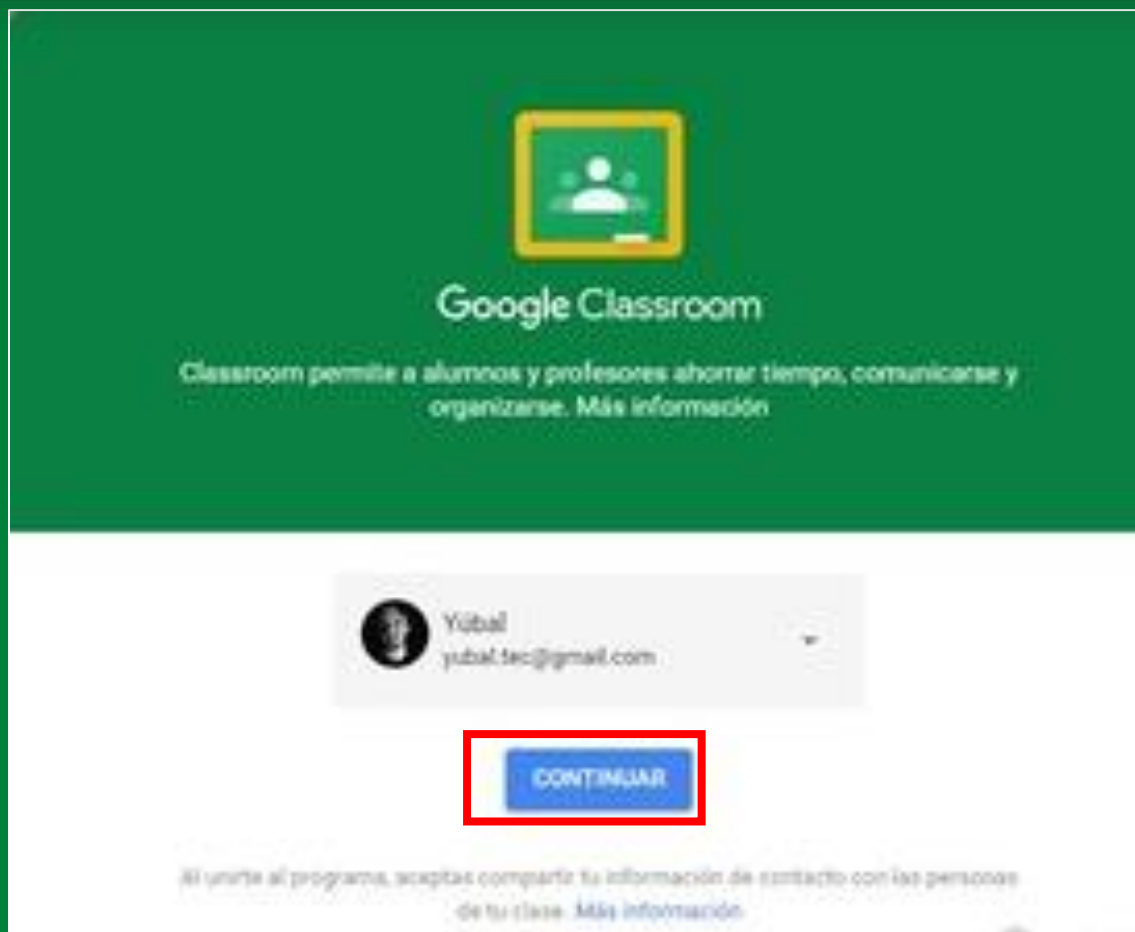 Google Classroom
Classroom permite a alumnos y profesores ahorrar tiempo, comunicarse y
organizarse. Más información
Yúbal
yubal.tec@gmail.com
CONTINUAR
Al unirte al programa, aceptas compartir tu información de contacto con las personas
de tu clase. Más información